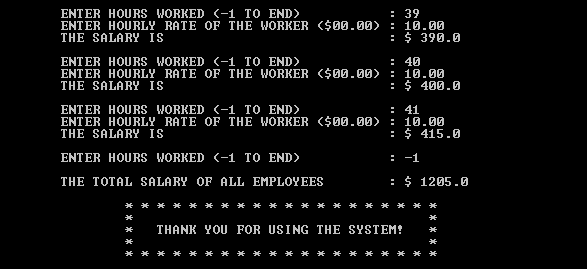 ENTER HOURS WORKED (-1 TO END) : 39
ENTER HOURLY RATE OF THE WORKER ($00.00) : 10.00
THE SALARY IS : $ 390.0
ENTER HOURS WORKED (-1 TO END) : 40
ENTER HOURLY RATE OF THE WORKER ($00.00) : 10.00
THE SALARY IS : $ 400.0
ENTER HOURS WORKED (-1 TO END) : 41
ENTER HOURLY RATE OF THE WORKER ($00.00) : 10.00
THE SALARY IS : $ 415.0
ENTER HOURS WORKED (-1 TO END) : -1
THE TOTAL SALARY OF ALL EMPLOYEES : $ 1205.0
* * * * * * * * * * * * * * * * * * * *
* *
* THANK YOU FOR USING THE SYSTEM! *
* *
* * * * * * * * * * * * * * * * * * * *